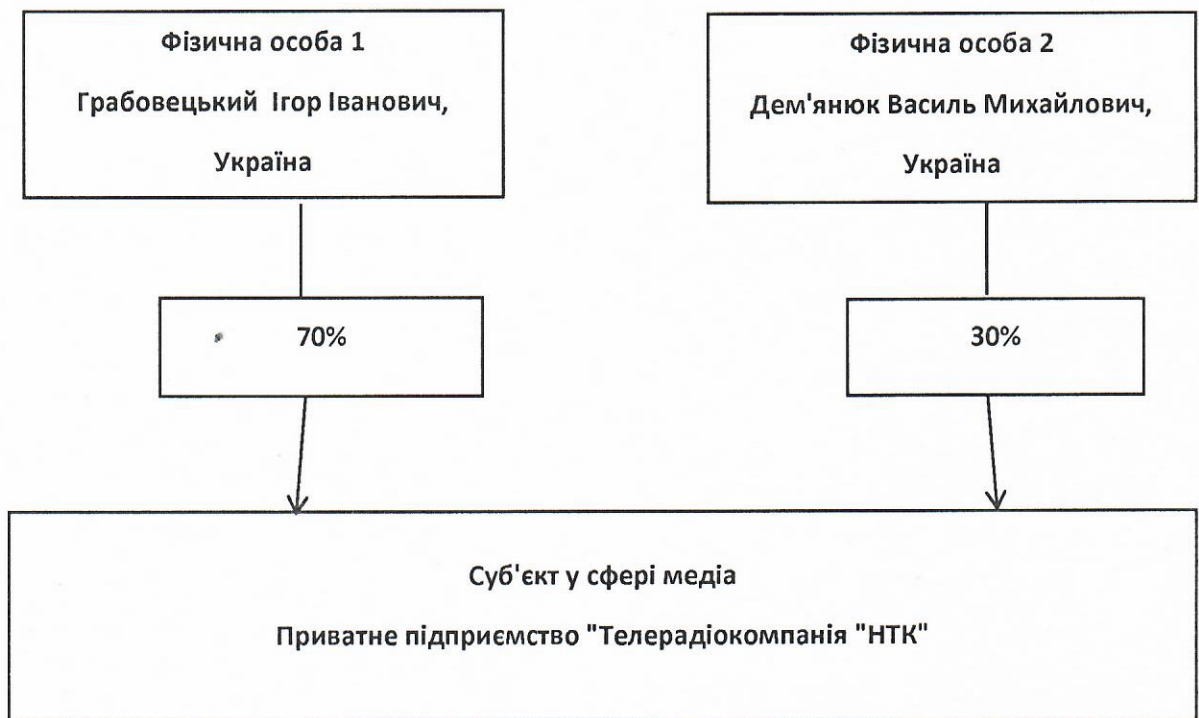 Фізична особа 1
Грабовецький Ігор Іванович,
Україна
Фізична особа 2
Дем'янюк Василь Михайлович,
Україна
70%
30%
Суб'єкт у сфері медіа
Приватне підприємство "Телерадіокомпанія "НТК"